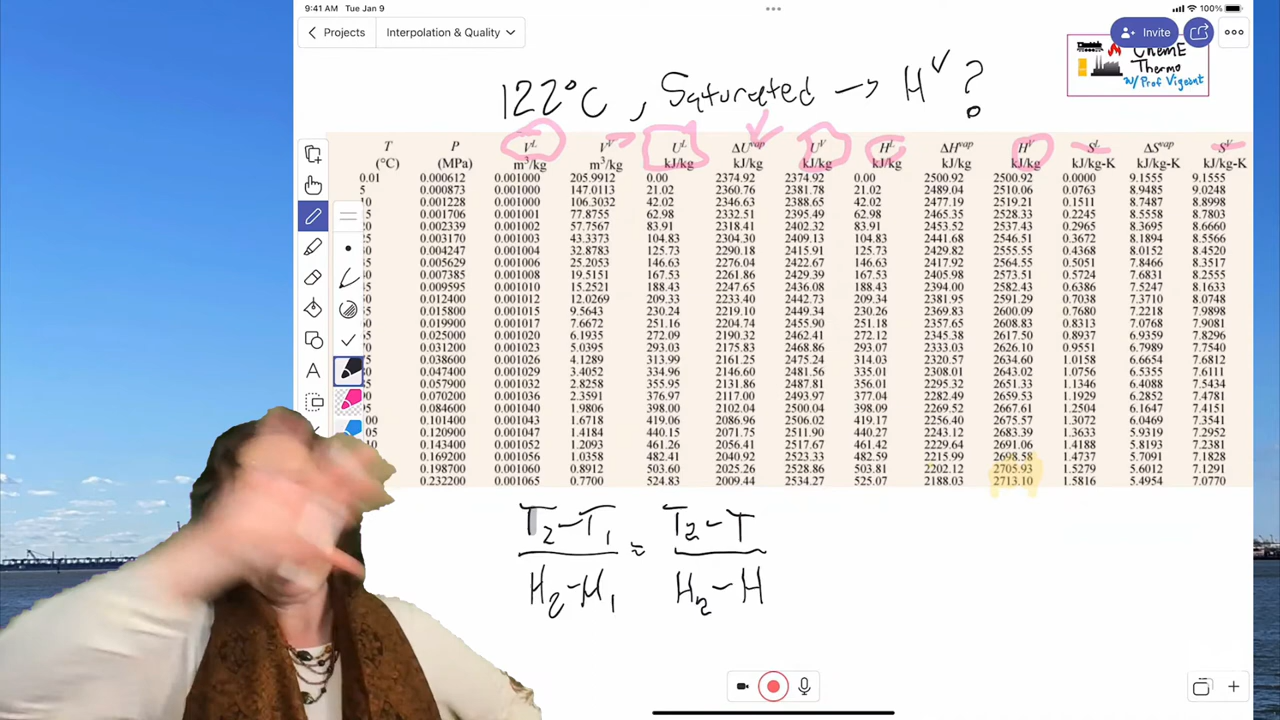 9:41 AM Tue Jan 9
100%
Projects
Interpolation & Quality
Invite
ChemE
Thermo
w/ Prof Vigeant
122°C, Saturated → H^V ?
T P V^L V^V U^L ΔU^vap U^V H^L ΔH^vap H^V S^L ΔS^vap S^V
(°C) (MPa) m³/kg m³/kg kJ/kg kJ/kg kJ/kg kJ/kg kJ/kg kJ/kg kJ/kg-K kJ/kg-K kJ/kg-K
0.01 0.000612 0.001000 205.9912 0.00 2374.92 2374.92 0.00 2500.92 2500.92 0.0000 9.1555 9.1555
5 0.000873 0.001000 147.0113 21.02 2360.76 2381.78 21.02 2489.04 2510.06 0.0763 8.9485 9.0248
10 0.001228 0.001000 106.3032 42.02 2346.63 2388.65 42.02 2477.19 2519.21 0.1511 8.7487 8.8998
5 0.001706 0.001001 77.8755 62.98 2332.51 2395.49 62.98 2465.35 2528.33 0.2245 8.5558 8.7803
0 0.002339 0.001002 57.7567 83.91 2318.41 2402.32 83.91 2453.52 2537.43 0.2965 8.3695 8.6660
5 0.003170 0.001003 43.3373 104.83 2304.30 2409.13 104.83 2441.68 2546.51 0.3672 8.1894 8.5566
0 0.004247 0.001004 32.8783 125.73 2290.18 2415.91 125.73 2429.82 2555.55 0.4368 8.0152 8.4520
5 0.005629 0.001006 25.2053 146.63 2276.04 2422.67 146.63 2417.92 2564.55 0.5051 7.8466 8.3517
0 0.007385 0.001008 19.5151 167.53 2261.86 2429.39 167.53 2405.98 2573.51 0.5724 7.6831 8.2555
5 0.009595 0.001010 15.2521 188.43 2247.65 2436.08 188.43 2394.00 2582.43 0.6386 7.5247 8.1633
0 0.012400 0.001012 12.0269 209.33 2233.40 2442.73 209.34 2381.95 2591.29 0.7038 7.3710 8.0748
5 0.015800 0.001015 9.5643 230.24 2219.10 2449.34 230.26 2369.83 2600.09 0.7680 7.2218 7.9898
0 0.019900 0.001017 7.6672 251.16 2204.74 2455.90 251.18 2357.65 2608.83 0.8313 7.0768 7.9081
5 0.025000 0.001020 6.1935 272.09 2190.32 2462.41 272.12 2345.38 2617.50 0.8937 6.9359 7.8296
0 0.031200 0.001023 5.0395 293.03 2175.83 2468.86 293.07 2333.03 2626.10 0.9551 6.7989 7.7540
5 0.038600 0.001026 4.1289 313.99 2161.25 2475.24 314.03 2320.57 2634.60 1.0158 6.6654 7.6812
0 0.047400 0.001029 3.4052 334.96 2146.60 2481.56 335.01 2308.01 2643.02 1.0756 6.5355 7.6111
5 0.057900 0.001032 2.8258 355.95 2131.86 2487.81 356.01 2295.32 2651.33 1.1346 6.4088 7.5434
0 0.070200 0.001036 2.3591 376.97 2117.00 2493.97 377.04 2282.49 2659.53 1.1929 6.2852 7.4781
5 0.084600 0.001040 1.9806 398.00 2102.04 2500.04 398.09 2269.52 2667.61 1.2504 6.1647 7.4151
00 0.101400 0.001043 1.6718 419.06 2086.96 2506.02 419.17 2256.40 2675.57 1.3072 6.0469 7.3541
05 0.120900 0.001047 1.4184 440.15 2071.75 2511.90 440.27 2243.12 2683.39 1.3633 5.9322 7.2955
10 0.143400 0.001052 1.2093 461.26 2056.41 2517.67 461.42 2229.64 2691.06 1.4188 5.8193 7.2381
0.169200 0.001056 1.0358 482.41 2040.92 2523.33 482.59 2215.99 2698.58 1.4737 5.7091 7.1828
0.198700 0.001060 0.8912 503.60 2025.26 2528.86 503.81 2202.12 2705.93 1.5279 5.6012 7.1291
0.232200 0.001065 0.7700 524.83 2009.44 2534.27 525.07 2188.03 2713.10 1.5816 5.4954 7.0770
T₂-T₁ = T₂-T
H₂-H₁ H₂-H